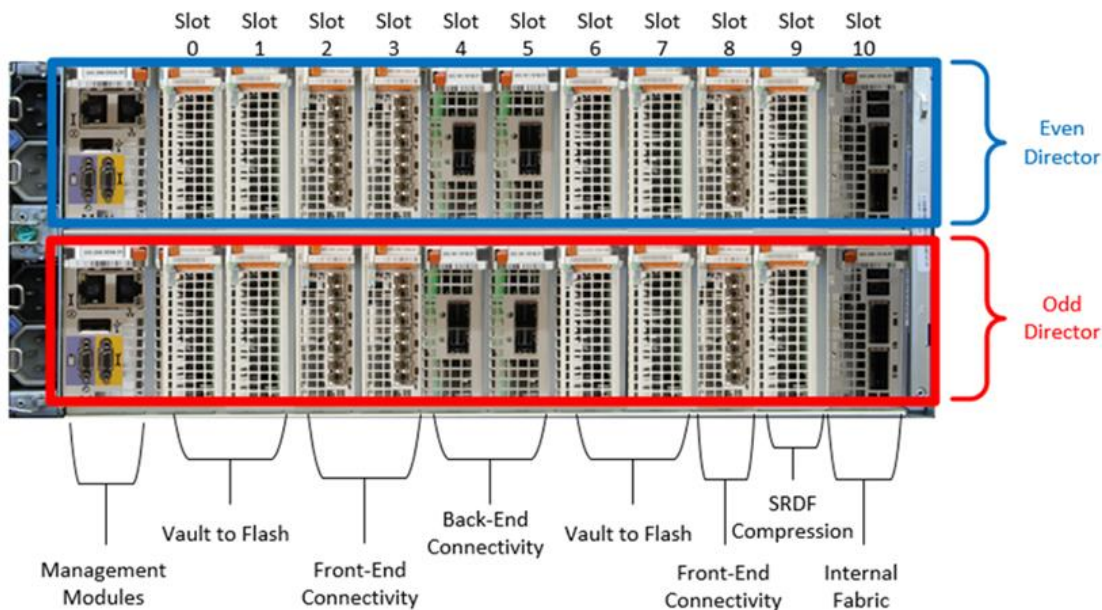 Slot Slot Slot Slot Slot Slot Slot Slot Slot Slot Slot
0 1 2 3 4 5 6 7 8 9 10
Even
Director
Odd
Director
Vault to Flash
Back-End
Connectivity
Vault to Flash
SRDF
Compression
Management
Modules
Front-End
Connectivity
Front-End
Connectivity
Internal
Fabric